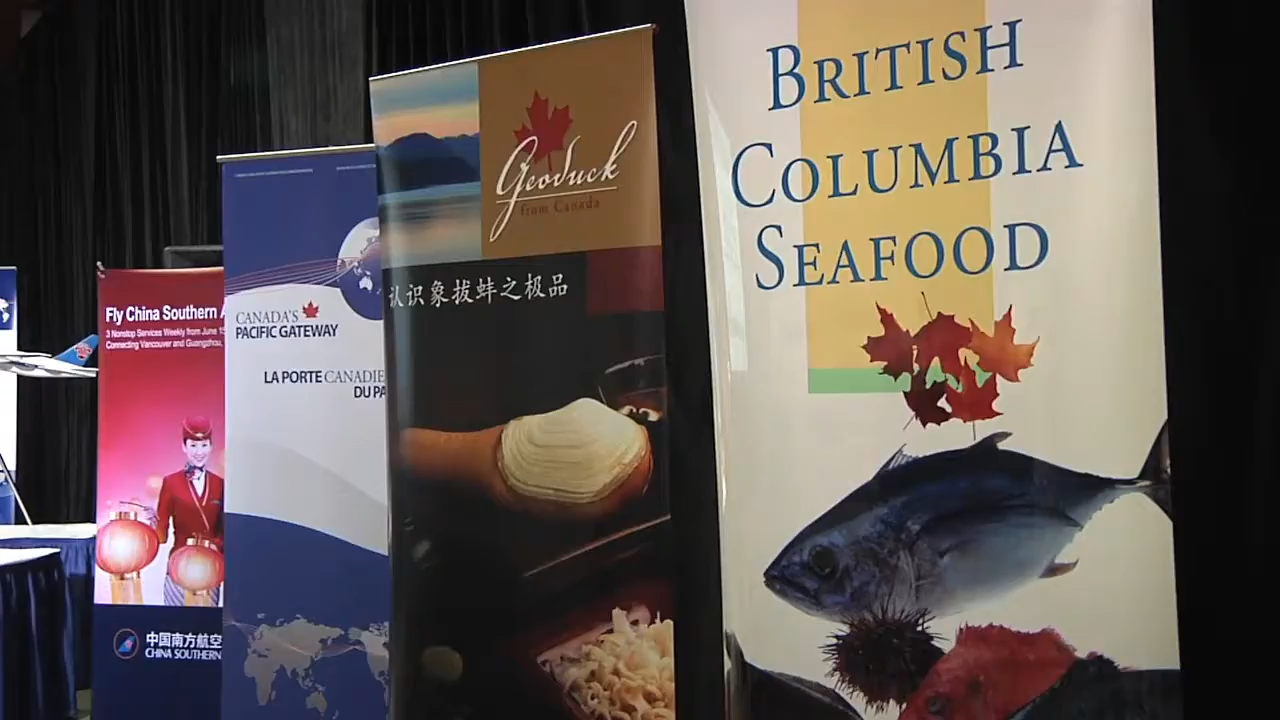 Fly China Southern
3 Nonstop Services Weekly from June 15
Connecting Vancouver and Guangzhou,
中国南方航空
CHINA SOUTHERN
CANADA'S
PACIFIC GATEWAY
LA PORTE CANADIE
DU PA
Geoduck
from Canada
认识象拔蚌之极品
BRITISH
COLUMBIA
SEAFOOD